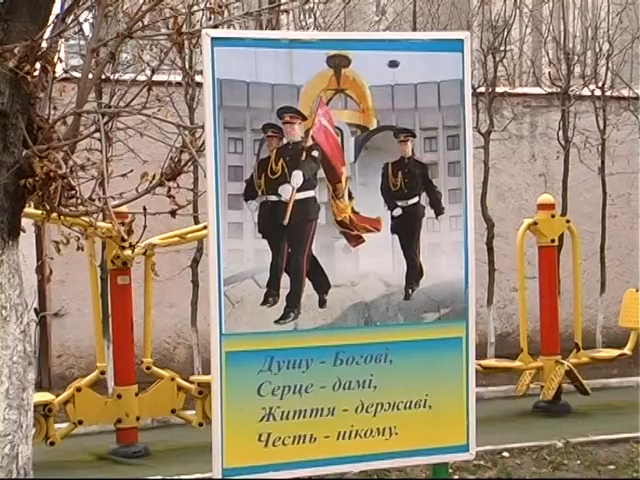 Душу - Богові,
Серце - дамі,
Життя - державі,
Честь - нікому.